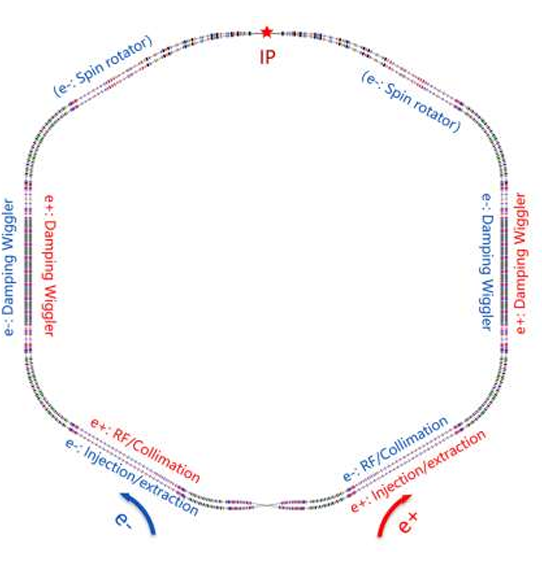 IP
(e-: Spin rotator)
(e-: Spin rotator)
e-: Damping Wiggler
e+: Damping Wiggler
e-: Damping Wiggler
e+: Damping Wiggler
e+: RF/Collimation
e-: Injection/extraction
e-: RF/Collimation
e+: Injection/extraction
e-
e+